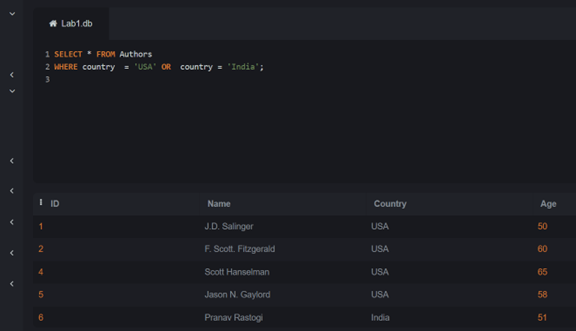 Lab1.db
1 SELECT * FROM Authors
2 WHERE country = 'USA' OR country = 'India';
3
ID Name Country Age
1 J.D. Salinger USA 50
2 F. Scott. Fitzgerald USA 60
4 Scott Hanselman USA 65
5 Jason N. Gaylord USA 58
6 Pranav Rastogi India 51